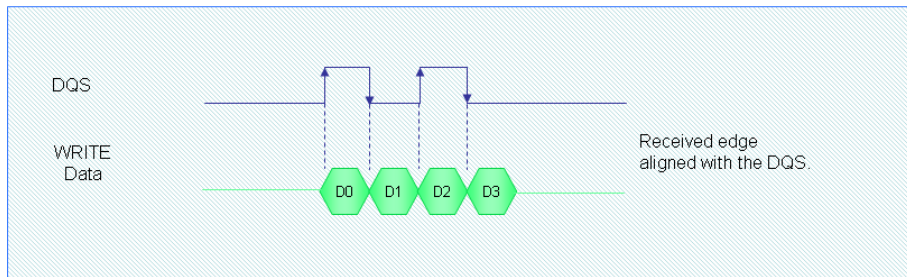 DQS
WRITE
Data
D0 D1 D2 D3
Received edge
aligned with the DQS.